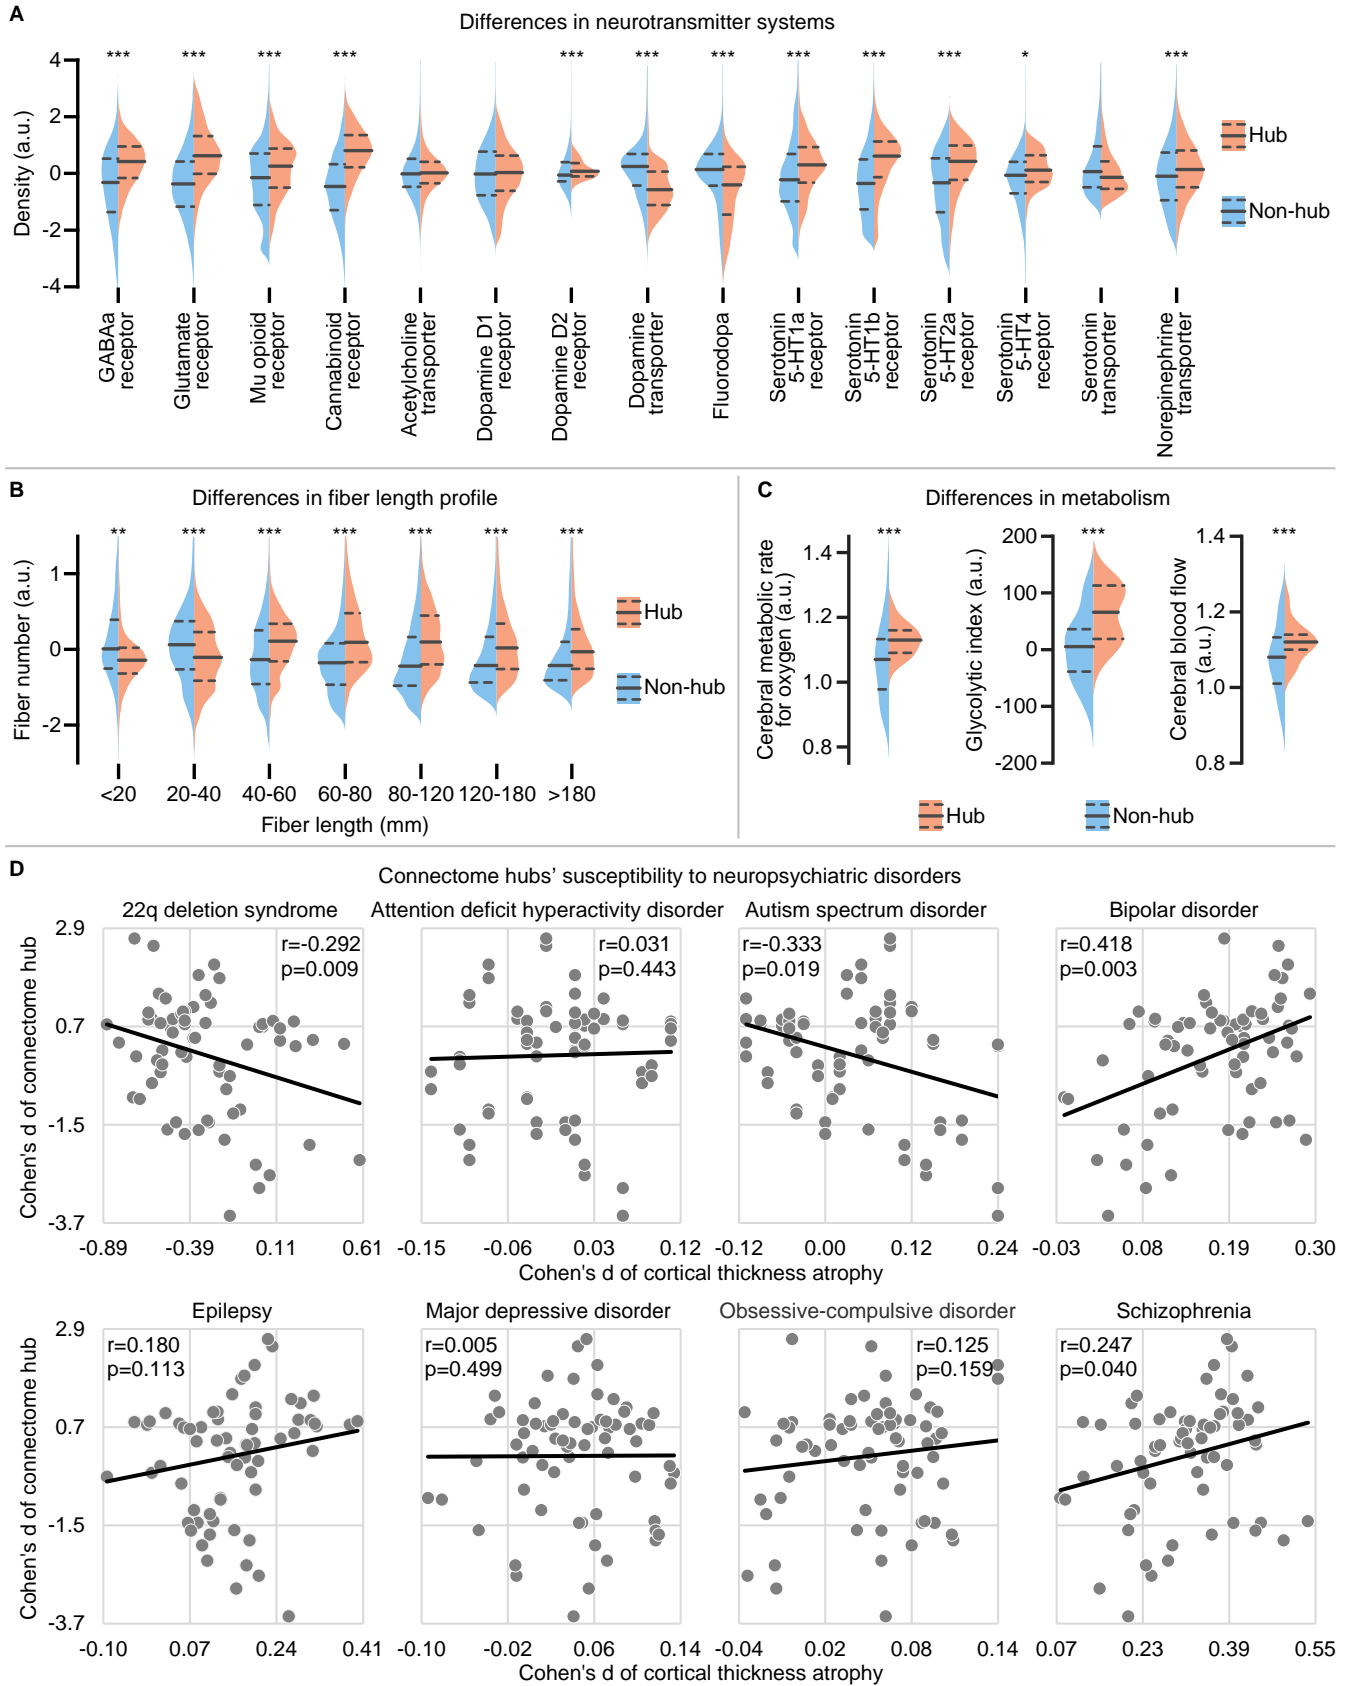 A
Differences in neurotransmitter systems
Density (a.u.)
4
2
0
-2
-4
***
***
***
***
***
***
***
***
***
***
*
***
GABAa
receptor
Glutamate
receptor
Mu opioid
receptor
Cannabinoid
receptor
Acetylcholine
transporter
Dopamine D1
receptor
Dopamine D2
receptor
Dopamine
transporter
Fluorodopa
Serotonin
5-HT1a
receptor
Serotonin
5-HT1b
receptor
Serotonin
5-HT2a
receptor
Serotonin
5-HT4
receptor
Serotonin
transporter
Norepinephrine
transporter
Hub
Non-hub
B
Differences in fiber length profile
Fiber number (a.u.)
1
0
-2
**
***
***
***
***
***
***
<20
20-40
40-60
60-80
80-120
120-180
>180
Fiber length (mm)
Hub
Non-hub
C
Differences in metabolism
Cerebral metabolic rate
for oxygen (a.u.)
1.4
1.2
1.0
0.8
***
Glycolytic index (a.u.)
200
100
0
-100
-200
***
Cerebral blood flow
(a.u.)
1.4
1.2
1.0
0.8
***
Hub
Non-hub
D
Connectome hubs' susceptibility to neuropsychiatric disorders
22q deletion syndrome
Attention deficit hyperactivity disorder
Autism spectrum disorder
Bipolar disorder
Cohen's d of connectome hub
2.9
0.7
-1.5
-3.7
r=-0.292
p=0.009
r=0.031
p=0.443
r=-0.333
p=0.019
r=0.418
p=0.003
-0.89
-0.39
0.11
0.61
-0.15
-0.06
0.03
0.12
-0.12
0.00
0.12
0.24
-0.03
0.08
0.19
0.30
Cohen's d of cortical thickness atrophy
Epilepsy
Major depressive disorder
Obsessive-compulsive disorder
Schizophrenia
Cohen's d of connectome hub
2.9
0.7
-1.5
-3.7
r=0.180
p=0.113
r=0.005
p=0.499
r=0.125
p=0.159
r=0.247
p=0.040
-0.10
0.07
0.24
0.41
-0.10
-0.02
0.06
0.14
-0.04
0.02
0.08
0.14
0.07
0.23
0.39
0.55
Cohen's d of cortical thickness atrophy